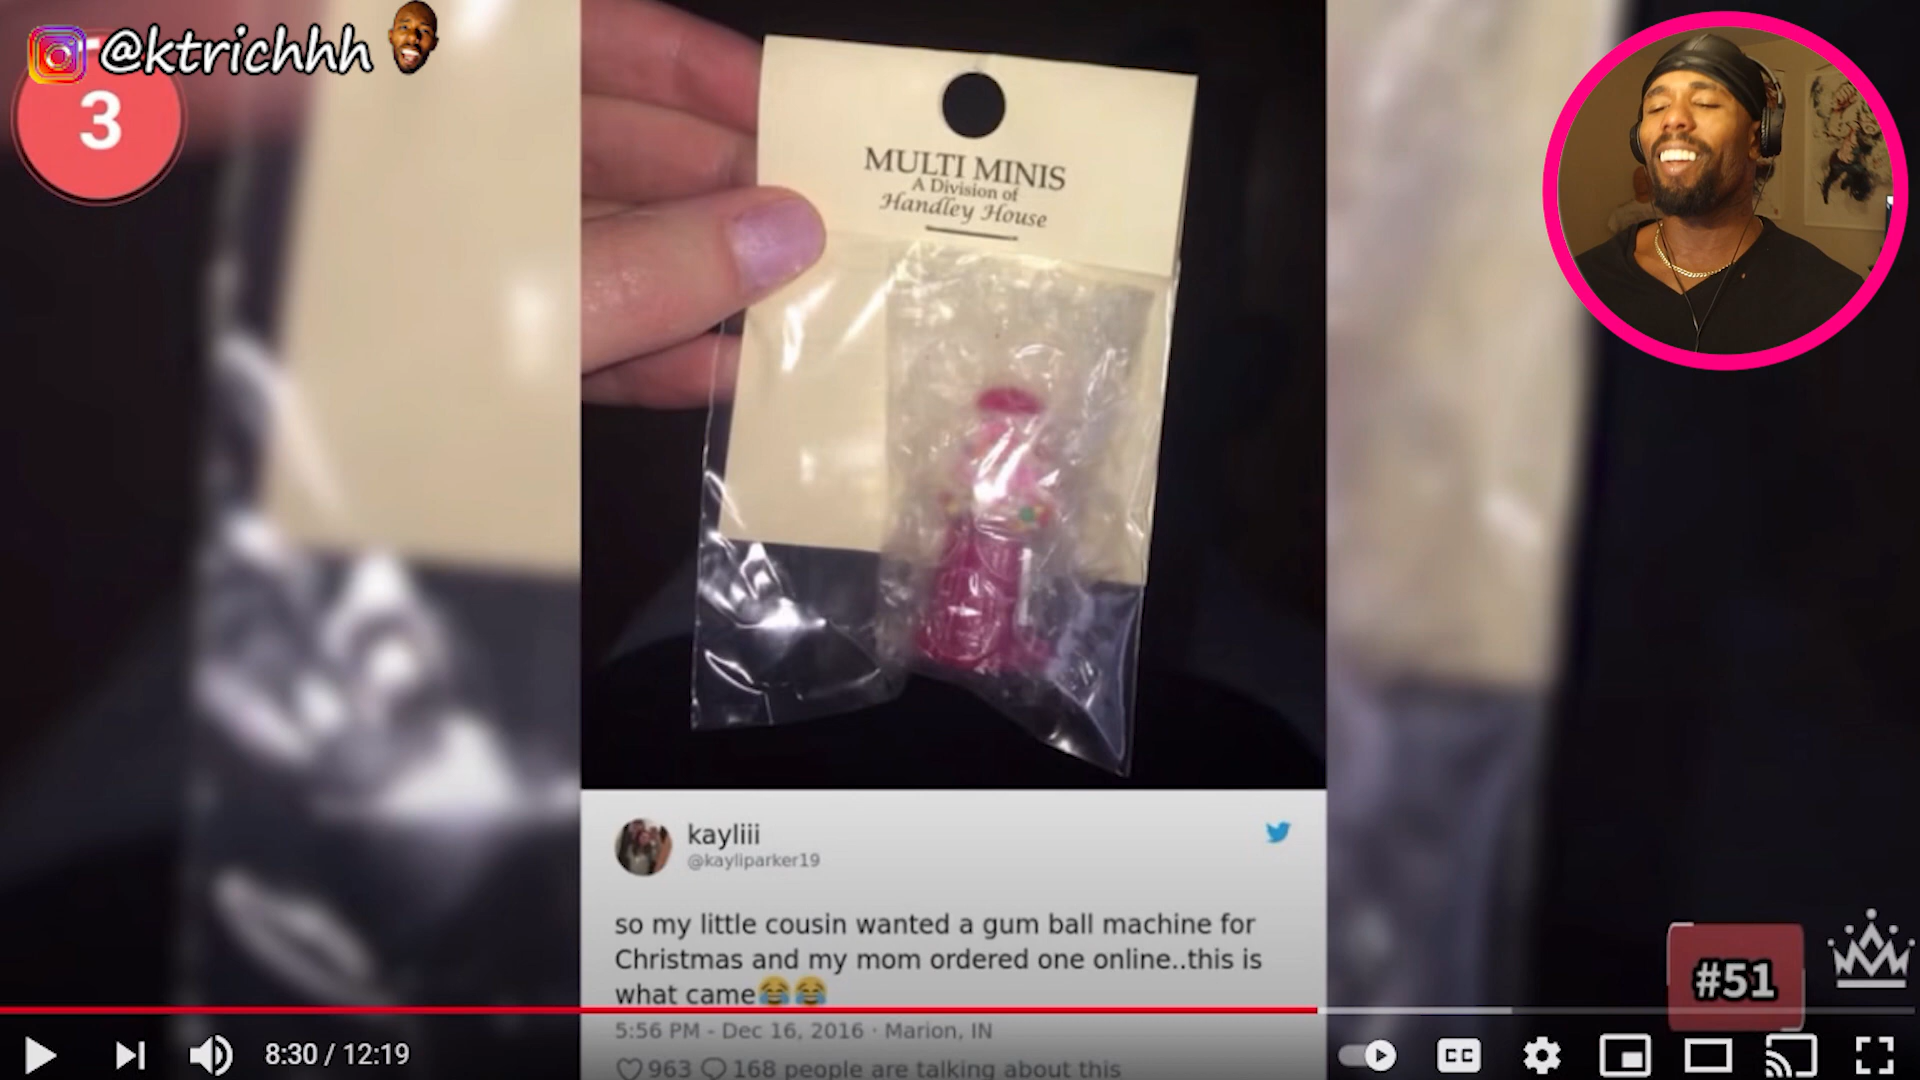 @ktrichhh
3
MULTI MINIS
A Division of
Handley House
kayliii
@kayliparker19
so my little cousin wanted a gum ball machine for
Christmas and my mom ordered one online..this is
what came😂😂
5:56 PM - Dec 16, 2016 · Marion, IN
963 168 people are talking about this
#51
8:30 / 12:19
CC